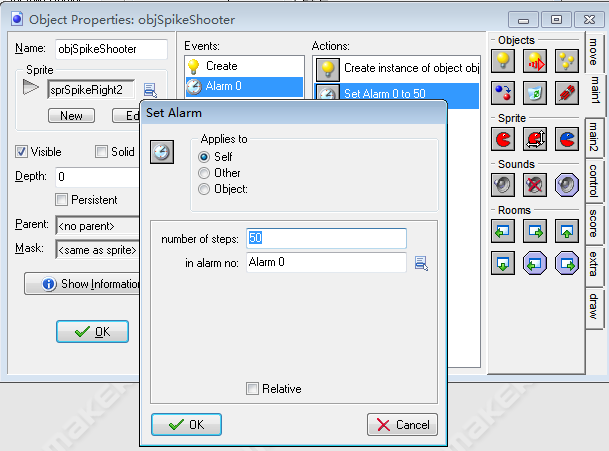 Object Properties: objSpikeShooter
Name: objSpikeShooter
Sprite
sprSpikeRight2
New
Ed
Visible
Solid
Depth: 0
Persistent
Parent: <no parent>
Mask: <same as sprite>
Show Information
OK
Events:
Create
Alarm 0
Actions:
Create instance of object obj
Set Alarm 0 to 50
Set Alarm
Applies to
Self
Other
Object:
number of steps: 50
in alarm no: Alarm 0
Relative
OK
Cancel
Objects
Sprite
Sounds
Rooms
move
main1
main2
control
score
extra
draw